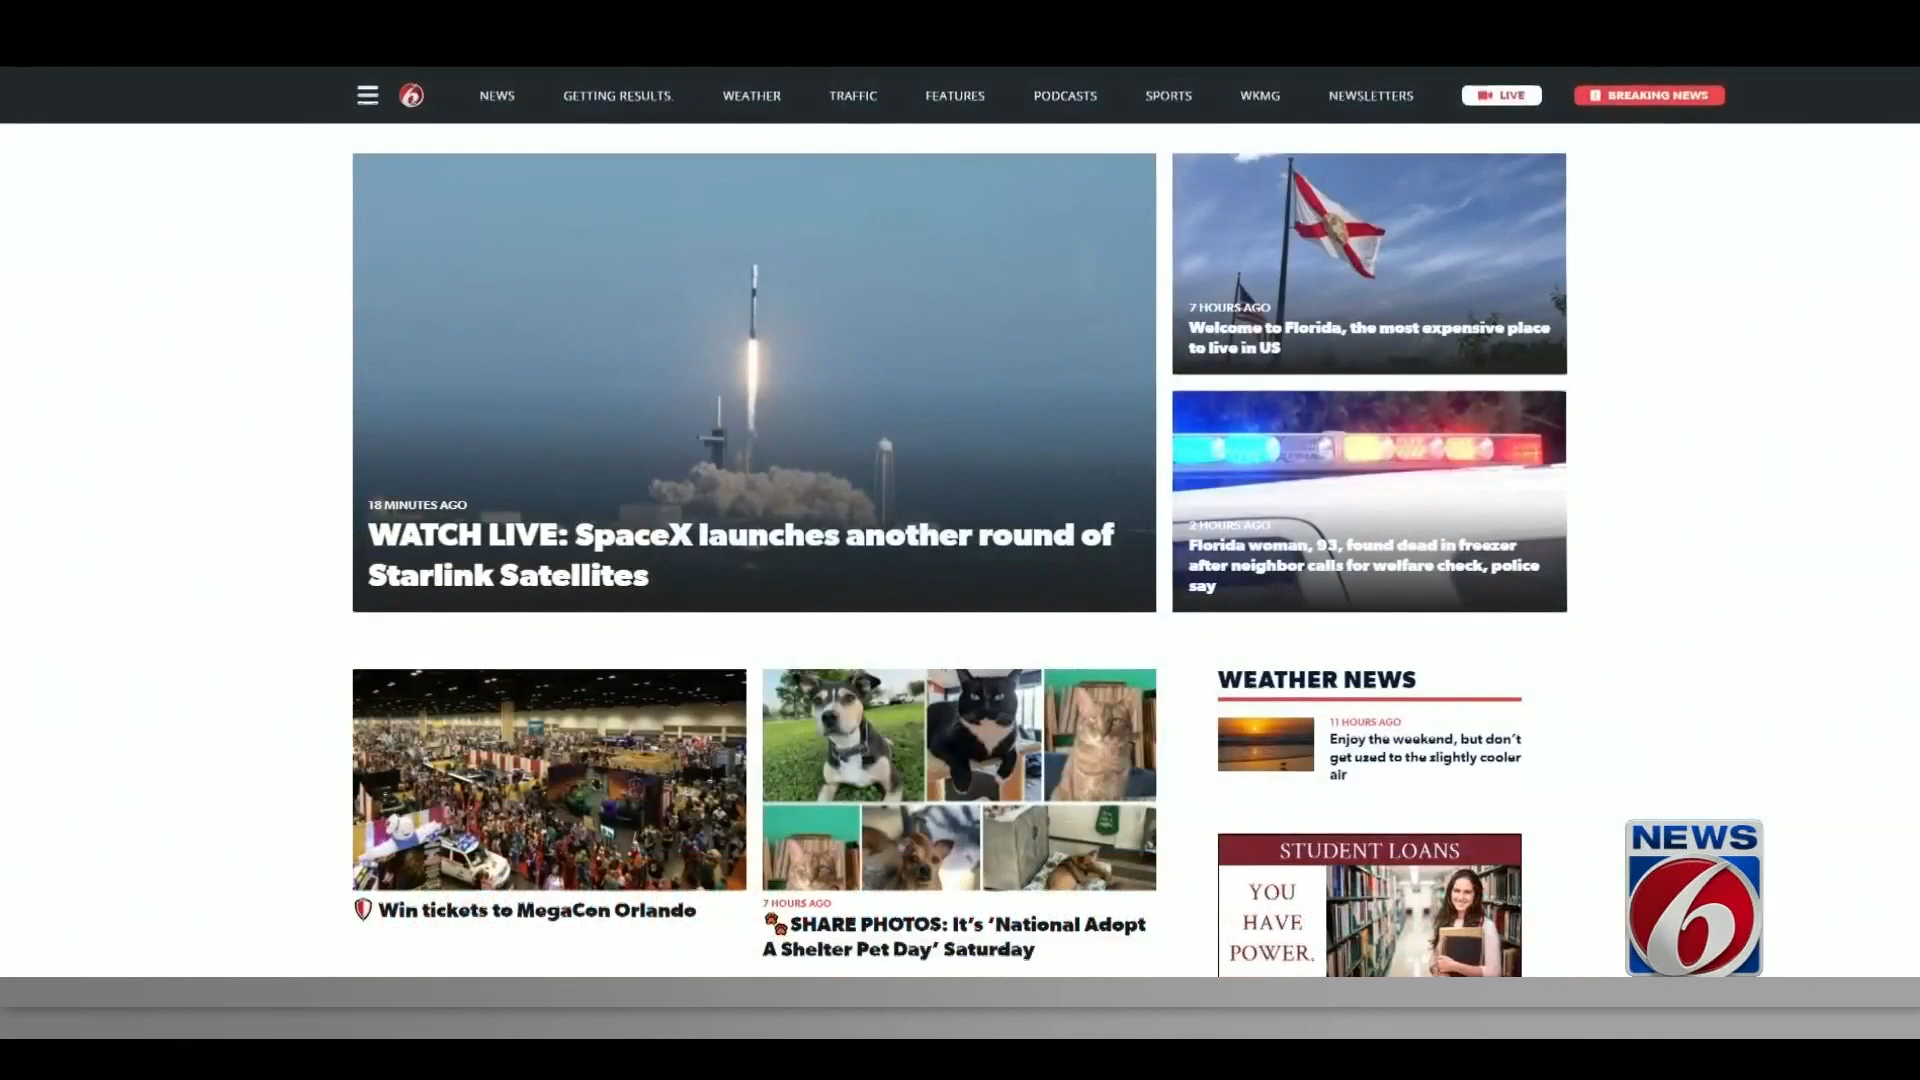 NEWS GETTING RESULTS. WEATHER TRAFFIC FEATURES PODCASTS SPORTS WKMG NEWSLETTERS LIVE BREAKING NEWS
18 MINUTES AGO
WATCH LIVE: SpaceX launches another round of
Starlink Satellites
7 HOURS AGO
Welcome to Florida, the most expensive place
to live in US
2 HOURS AGO
Florida woman, 93, found dead in freezer
after neighbor calls for welfare check, police
say
Win tickets to MegaCon Orlando
7 HOURS AGO
SHARE PHOTOS: It's ‘National Adopt
A Shelter Pet Day’ Saturday
WEATHER NEWS
11 HOURS AGO
Enjoy the weekend, but don’t
get used to the slightly cooler
air
STUDENT LOANS
YOU
HAVE
POWER.
NEWS
6